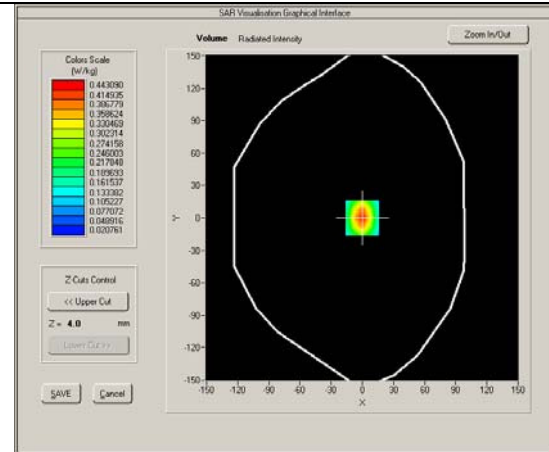 SAR Visualisation Graphical Interface
Volume Radiated Intensity
Zoom In/Out
Colors Scale
(W/kg)
0.443090
0.414935
0.386779
0.358624
0.330469
0.302314
0.274158
0.246003
0.217848
0.189693
0.161537
0.133382
0.105227
0.077072
0.048916
0.020761
Z Cuts Control
<< Upper Cut
Z = 4.0 mm
Lower Cut >>
SAVE Cancel
150
120
90
60
30
0
-30
-60
-90
-120
-150
Y
-150 -120 -90 -60 -30 0 30 60 90 120 150
X